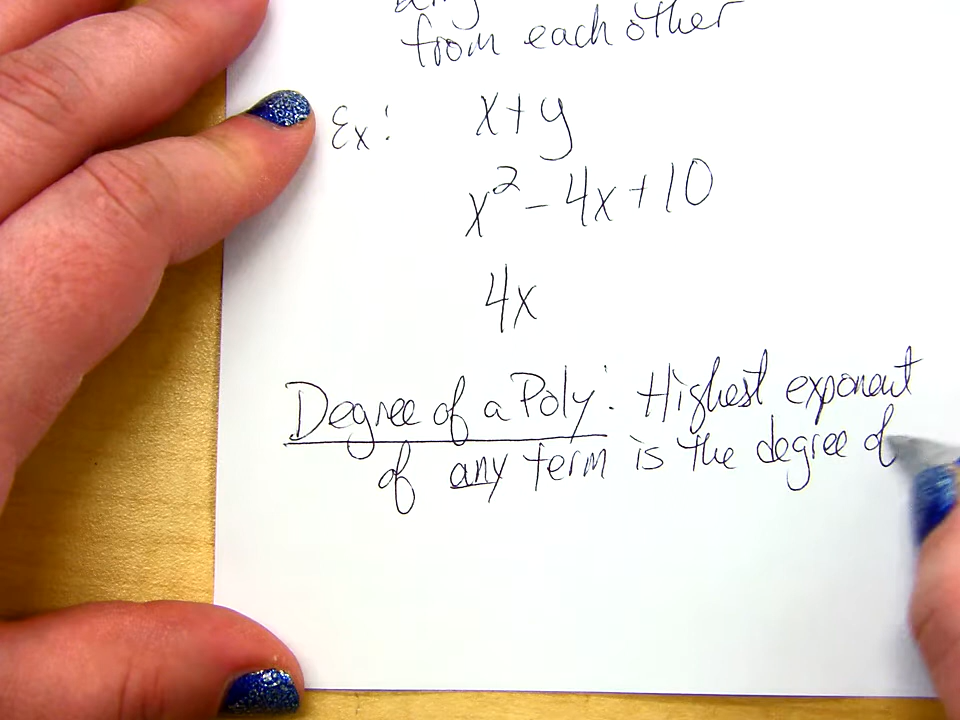 from each other
Ex: x + y
x² - 4x + 10
4x
Degree of a Poly: Highest exponent
of any term is the degree of